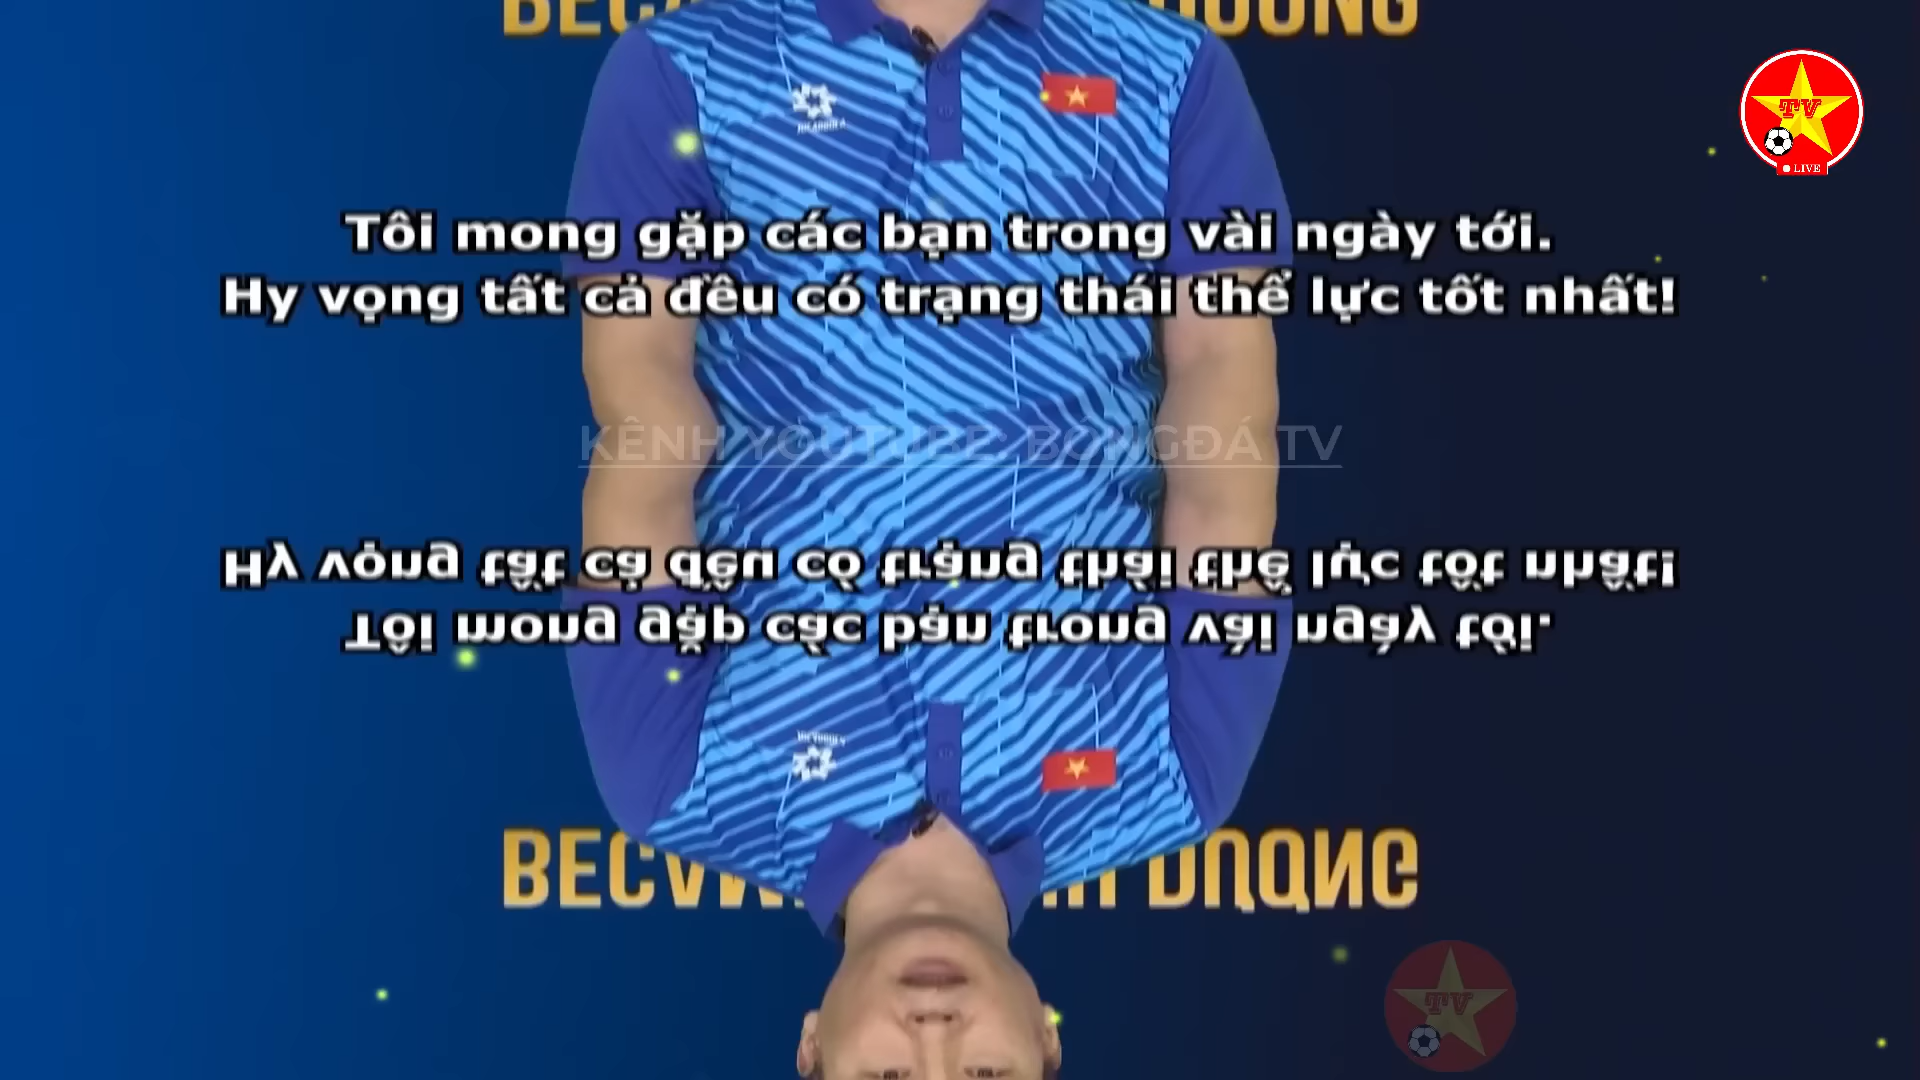 TV
LIVE
Tôi mong gặp các bạn trong vài ngày tới.
Hy vọng tất cả đều có trạng thái thể lực tốt nhất!
KÊNH YOUTUBE: BÓNGĐÁ TV
Hy vọng tất cả đều có trạng thái thể lực tốt nhất!
Tôi mong gặp các bạn trong vài ngày tới.
TV